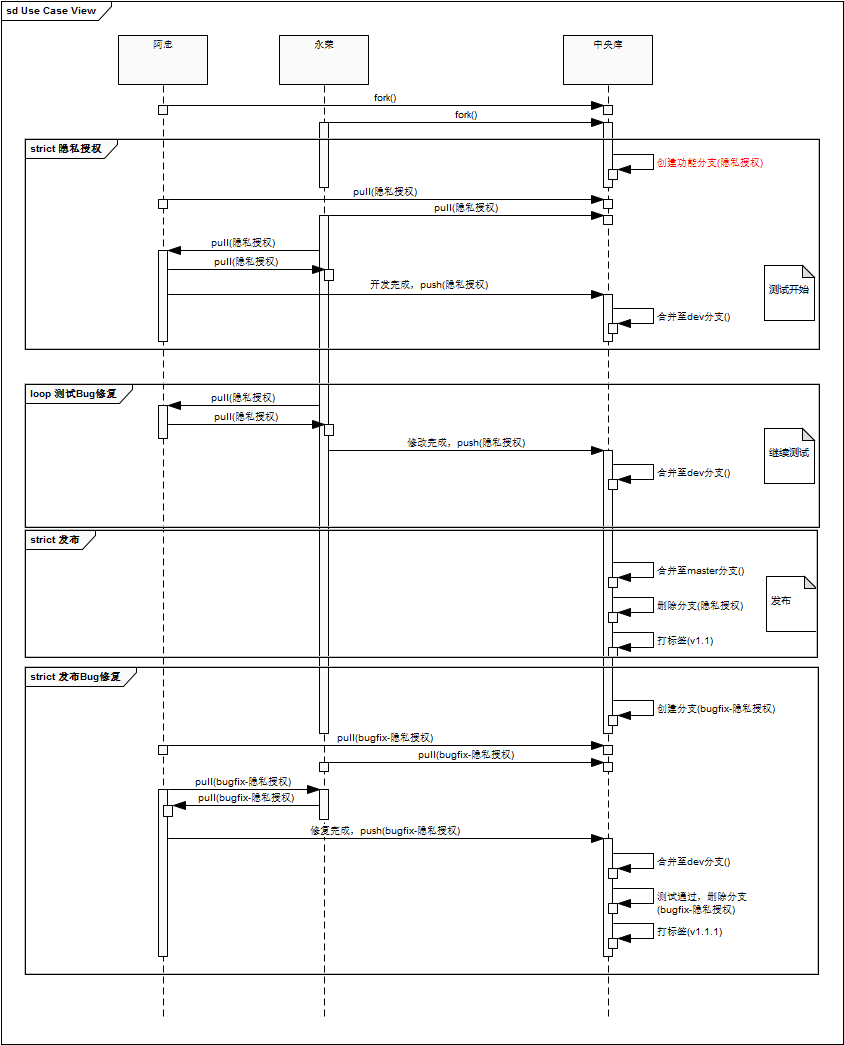 sd Use Case View
阿忠
永荣
中央库
fork()
fork()
strict 隐私授权
创建功能分支(隐私授权)
pull(隐私授权)
pull(隐私授权)
pull(隐私授权)
pull(隐私授权)
开发完成，push(隐私授权)
测试开始
合并至dev分支()
loop 测试Bug修复
pull(隐私授权)
pull(隐私授权)
修改完成，push(隐私授权)
继续测试
合并至dev分支()
strict 发布
合并至master分支()
发布
删除分支(隐私授权)
打标签(v1.1)
strict 发布Bug修复
创建分支(bugfix-隐私授权)
pull(bugfix-隐私授权)
pull(bugfix-隐私授权)
pull(bugfix-隐私授权)
pull(bugfix-隐私授权)
修复完成，push(bugfix-隐私授权)
合并至dev分支()
测试通过，删除分支
(bugfix-隐私授权)
打标签(v1.1.1)